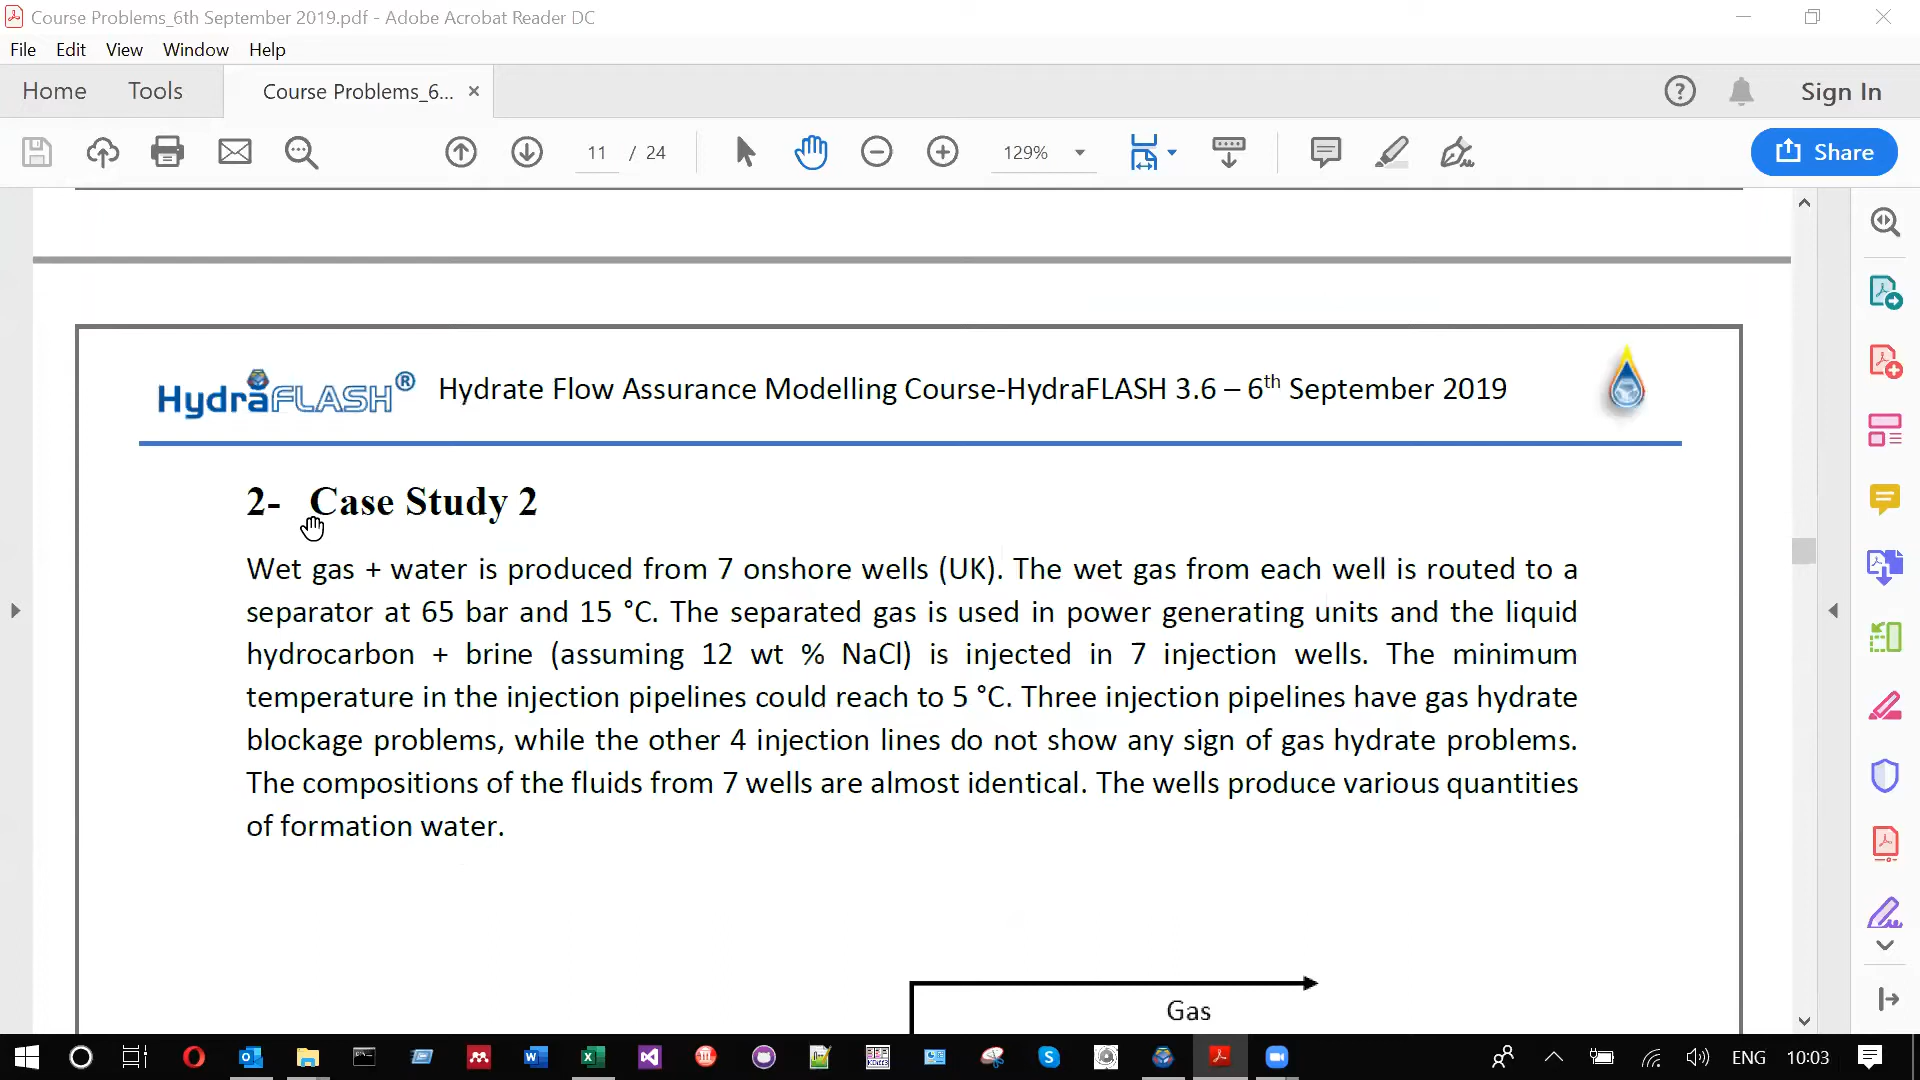 Course Problems_6th September 2019.pdf - Adobe Acrobat Reader DC
File Edit View Window Help
Home Tools Course Problems_6... × Sign In
11 / 24 129% Share
HydraFLASH® Hydrate Flow Assurance Modelling Course-HydraFLASH 3.6 – 6th September 2019
2- Case Study 2
Wet gas + water is produced from 7 onshore wells (UK). The wet gas from each well is routed to a
separator at 65 bar and 15 °C. The separated gas is used in power generating units and the liquid
hydrocarbon + brine (assuming 12 wt % NaCl) is injected in 7 injection wells. The minimum
temperature in the injection pipelines could reach to 5 °C. Three injection pipelines have gas hydrate
blockage problems, while the other 4 injection lines do not show any sign of gas hydrate problems.
The compositions of the fluids from 7 wells are almost identical. The wells produce various quantities
of formation water.
Gas
ENG 10:03